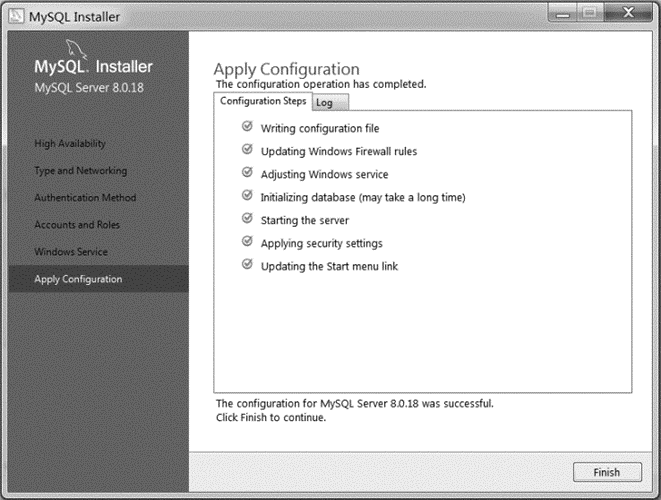 MySQL Installer
MySQL. Installer
MySQL Server 8.0.18
High Availability
Type and Networking
Authentication Method
Accounts and Roles
Windows Service
Apply Configuration
Apply Configuration
The configuration operation has completed.
Configuration Steps Log
Writing configuration file
Updating Windows Firewall rules
Adjusting Windows service
Initializing database (may take a long time)
Starting the server
Applying security settings
Updating the Start menu link
The configuration for MySQL Server 8.0.18 was successful.
Click Finish to continue.
Finish